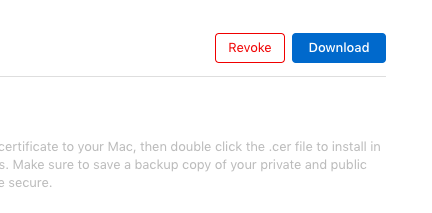 Revoke Download
certificate to your Mac, then double click the .cer file to install in
s. Make sure to save a backup copy of your private and public
e secure.